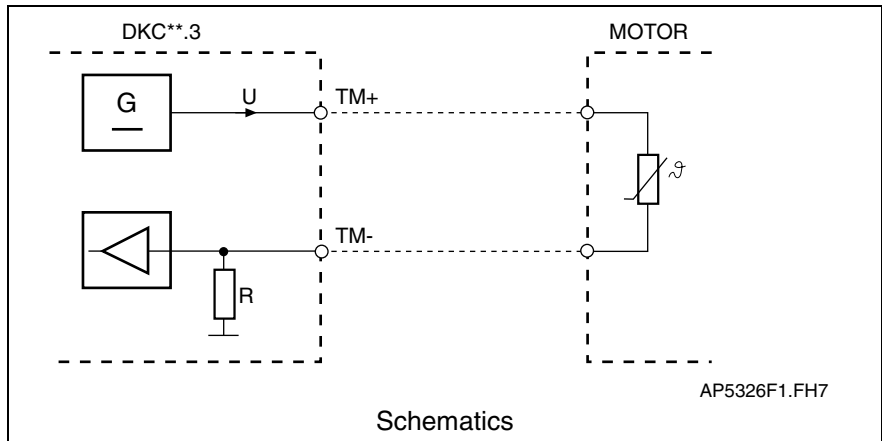 DKC**.3
MOTOR
G
U
TM+
ϑ
TM-
R
AP5326F1.FH7
Schematics